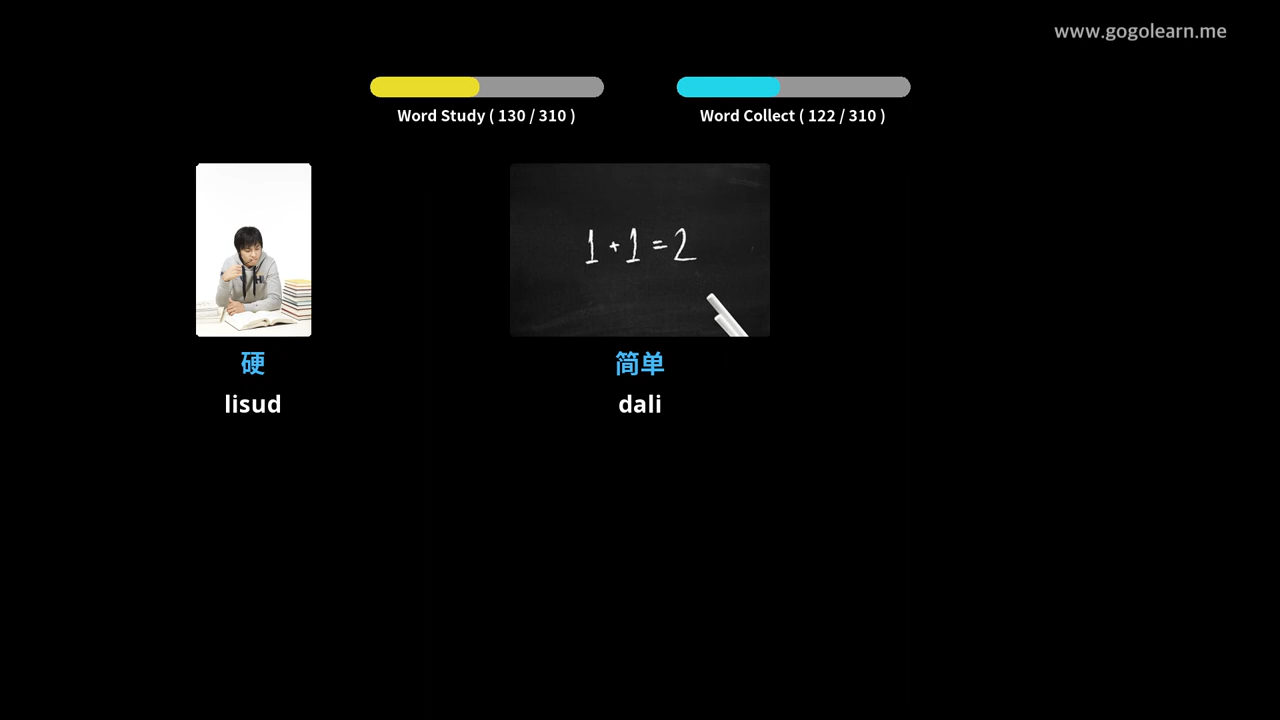 www.gogolearn.me
Word Study ( 130 / 310 )
Word Collect ( 122 / 310 )
1 + 1 = 2
硬
简单
lisud
dali